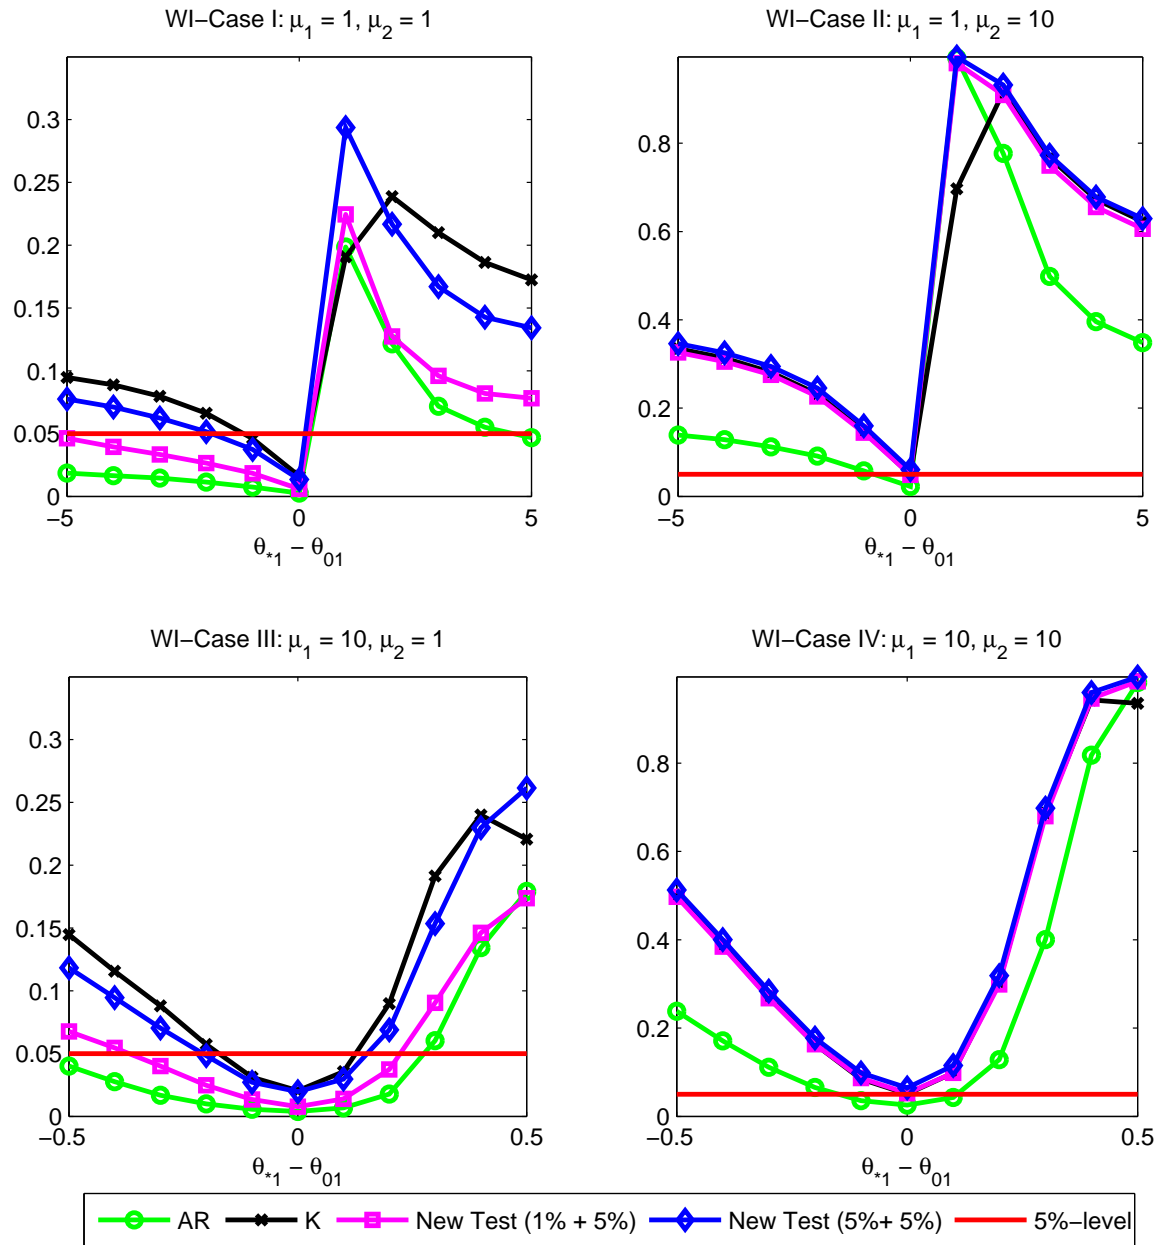 WI−Case I: μ1 = 1, μ2 = 1
0.3
0.25
0.2
0.15
0.1
0.05
0
−5
0
5
θ*1 − θ01
WI−Case II: μ1 = 1, μ2 = 10
0.8
0.6
0.4
0.2
0
−5
0
5
θ*1 − θ01
WI−Case III: μ1 = 10, μ2 = 1
0.3
0.25
0.2
0.15
0.1
0.05
0
−0.5
0
0.5
θ*1 − θ01
WI−Case IV: μ1 = 10, μ2 = 10
0.8
0.6
0.4
0.2
0
−0.5
0
0.5
θ*1 − θ01
AR
K
New Test (1% + 5%)
New Test (5%+ 5%)
5%−level